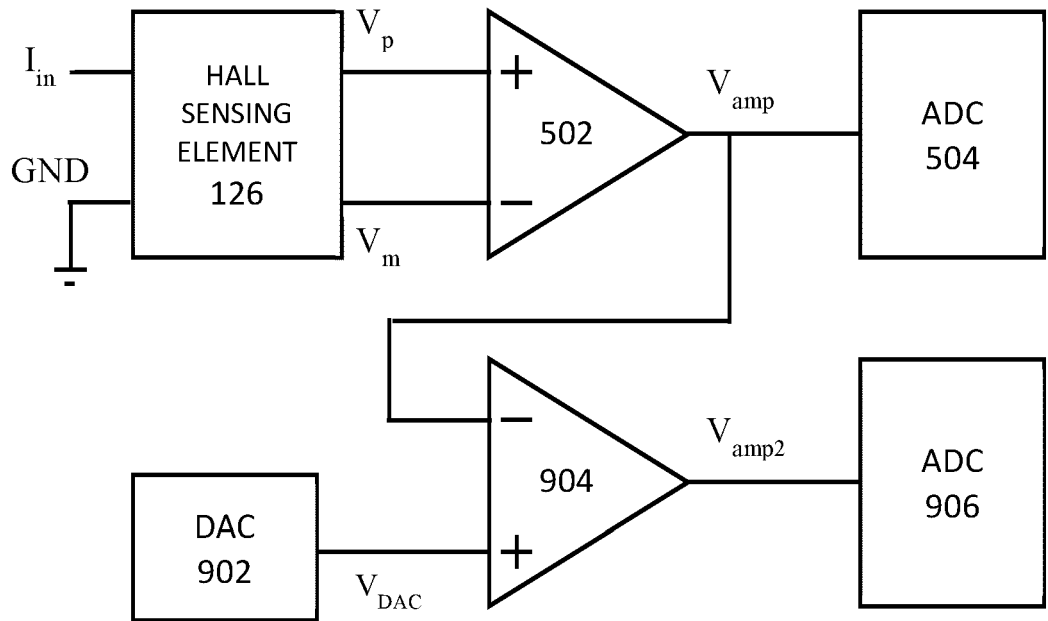 V_p
I_in
HALL
SENSING
ELEMENT
126
GND
V_m
+
−
502
V_amp
ADC
504
−
+
904
V_amp2
ADC
906
DAC
902
V_DAC